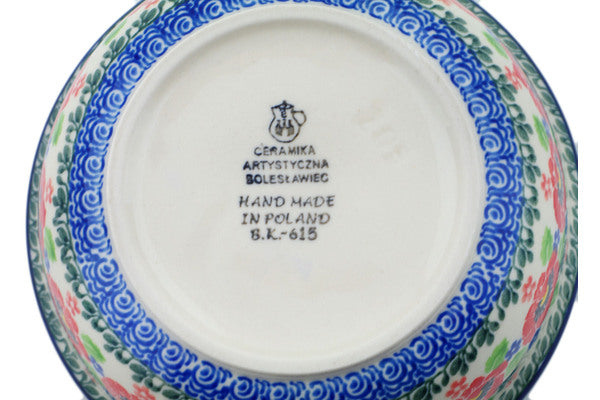 CERAMIKA
ARTYSTYCZNA
BOLESŁAWIEC
HAND MADE
IN POLAND
B.K.-615